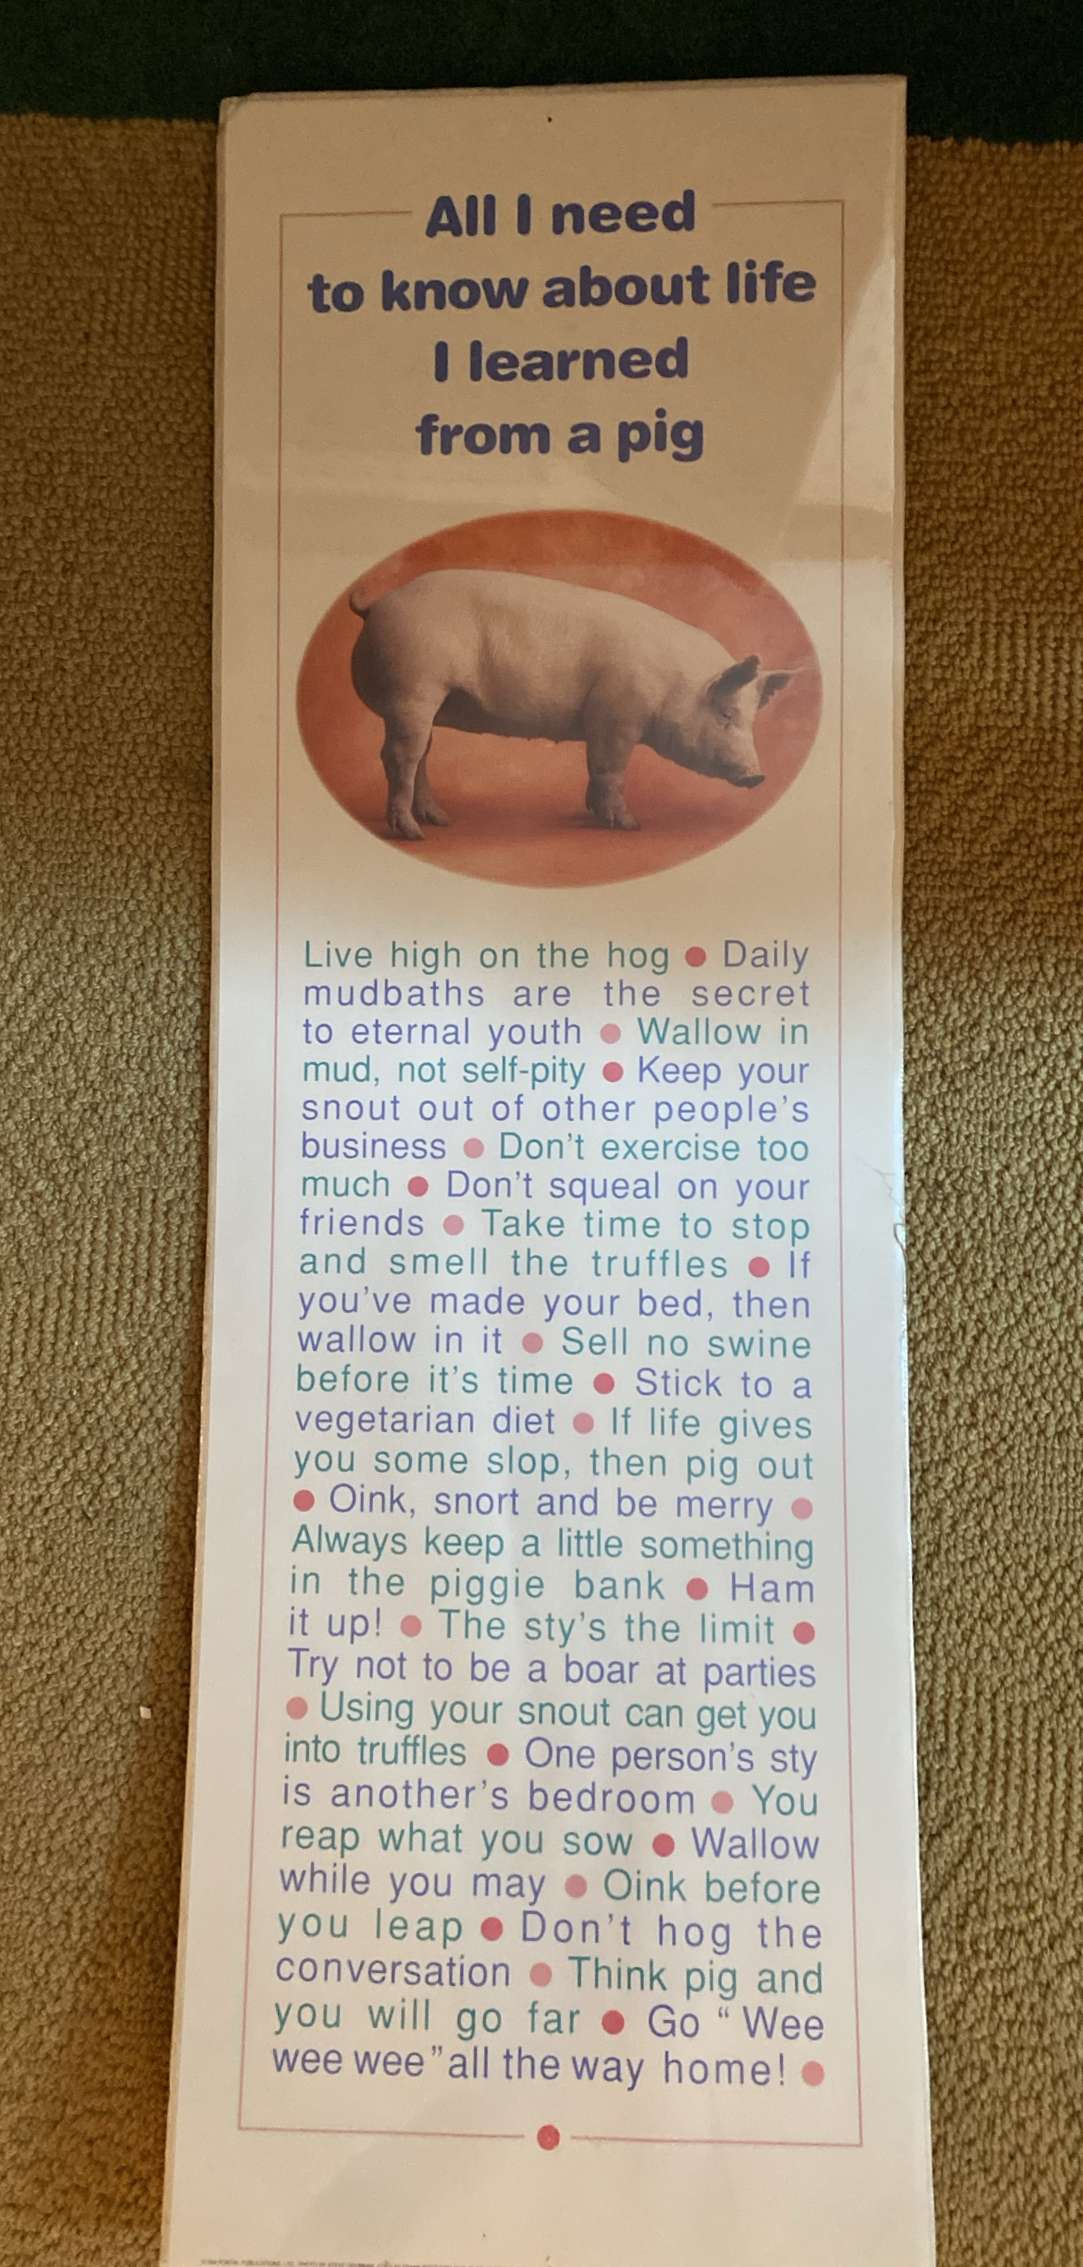 All I need
to know about life
I learned
from a pig
Live high on the hog ● Daily
mudbaths are the secret
to eternal youth ● Wallow in
mud, not self-pity ● Keep your
snout out of other people's
business ● Don't exercise too
much ● Don't squeal on your
friends ● Take time to stop
and smell the truffles ● If
you've made your bed, then
wallow in it ● Sell no swine
before it's time ● Stick to a
vegetarian diet ● If life gives
you some slop, then pig out
● Oink, snort and be merry ●
Always keep a little something
in the piggie bank ● Ham
it up! ● The sty's the limit ●
Try not to be a boar at parties
● Using your snout can get you
into truffles ● One person's sty
is another's bedroom ● You
reap what you sow ● Wallow
while you may ● Oink before
you leap ● Don't hog the
conversation ● Think pig and
you will go far ● Go “Wee
wee wee” all the way home! ●